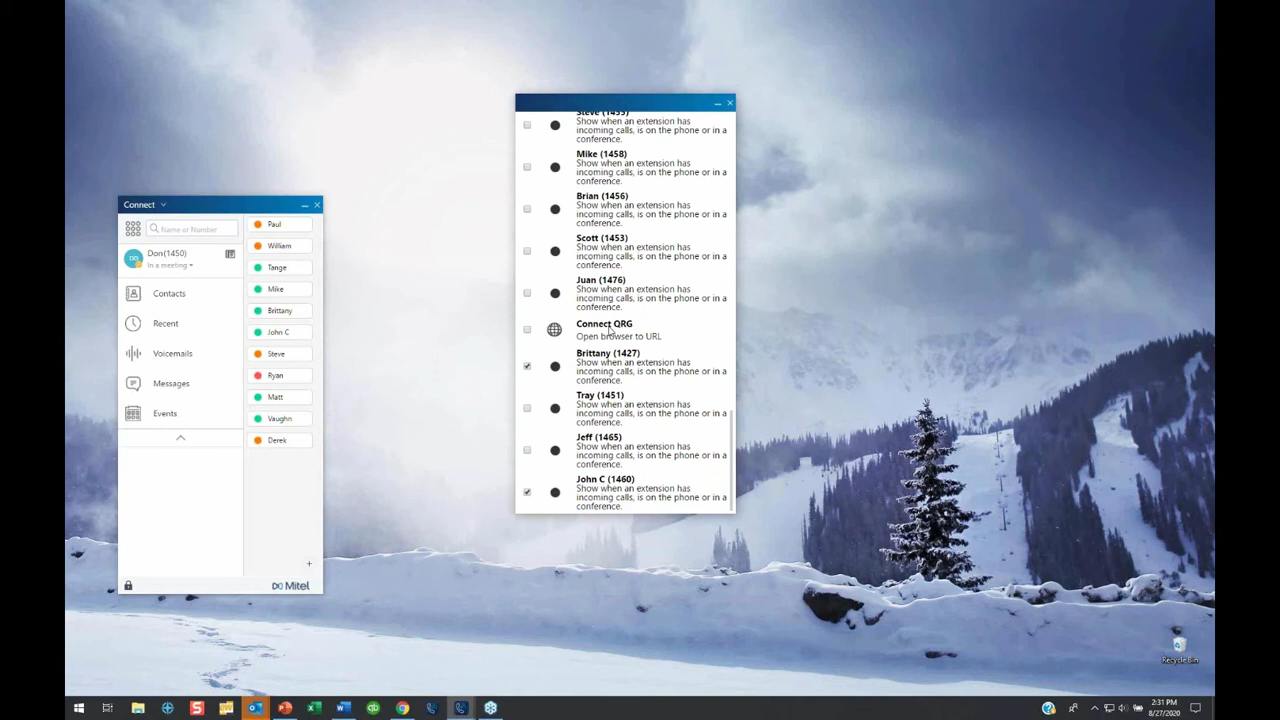 Connect
Name or Number
DO
Don(1450)
In a meeting
Contacts
Recent
Voicemails
Messages
Events
Paul
William
Tange
Mike
Brittany
John C
Steve
Ryan
Matt
Vaughn
Derek
+
Mitel
Steve (1455)
Show when an extension has
incoming calls, is on the phone or in a
conference.
Mike (1458)
Show when an extension has
incoming calls, is on the phone or in a
conference.
Brian (1456)
Show when an extension has
incoming calls, is on the phone or in a
conference.
Scott (1453)
Show when an extension has
incoming calls, is on the phone or in a
conference.
Juan (1476)
Show when an extension has
incoming calls, is on the phone or in a
conference.
Connect QRG
Open browser to URL
Brittany (1427)
Show when an extension has
incoming calls, is on the phone or in a
conference.
Tray (1451)
Show when an extension has
incoming calls, is on the phone or in a
conference.
Jeff (1465)
Show when an extension has
incoming calls, is on the phone or in a
conference.
John C (1460)
Show when an extension has
incoming calls, is on the phone or in a
conference.
Recycle Bin
2:31 PM
8/27/2020